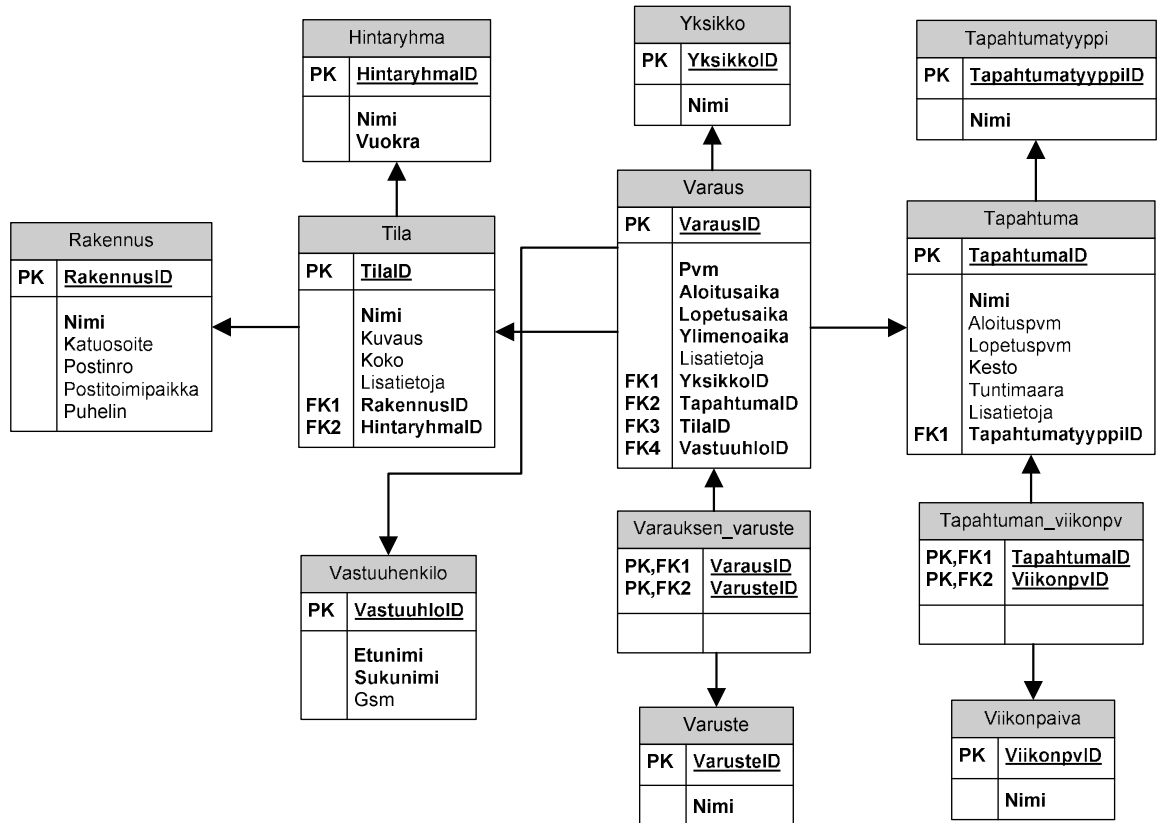 Hintaryhma
PK HintaryhmaID
Nimi
Vuokra
Yksikko
PK YksikkoID
Nimi
Tapahtumatyyppi
PK TapahtumatyyppiID
Nimi
Rakennus
PK RakennusID
Nimi
Katuosoite
Postinro
Postitoimipaikka
Puhelin
Tila
PK TilaID
Nimi
Kuvaus
Koko
Lisatietoja
FK1 RakennusID
FK2 HintaryhmaID
Varaus
PK VarausID
Pvm
Aloitusaika
Lopetusaika
Ylimenoaika
Lisatietoja
FK1 YksikkoID
FK2 TapahtumaID
FK3 TilaID
FK4 VastuuhloID
Tapahtuma
PK TapahtumaID
Nimi
Aloituspvm
Lopetuspvm
Kesto
Tuntimaara
Lisatietoja
FK1 TapahtumatyyppiID
Vastuuhenkilo
PK VastuuhloID
Etunimi
Sukunimi
Gsm
Varauksen_varuste
PK,FK1 VarausID
PK,FK2 VarusteID
Tapahtuman_viikonpv
PK,FK1 TapahtumaID
PK,FK2 ViikonpvID
Varuste
PK VarusteID
Nimi
Viikonpaiva
PK ViikonpvID
Nimi